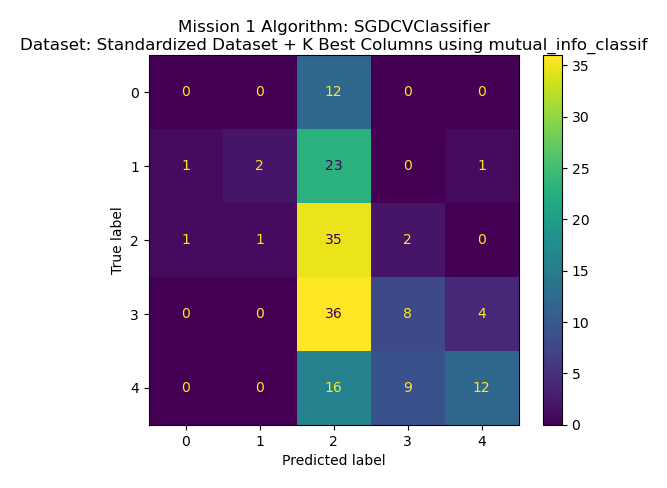 Mission 1 Algorithm: SGDCVClassifier
Dataset: Standardized Dataset + K Best Columns using mutual_info_classif
0 0 0 12 0 0
1 1 2 23 0 1
2 1 1 35 2 0
3 0 0 36 8 4
4 0 0 16 9 12
0 1 2 3 4
True label
Predicted label
35
30
25
20
15
10
5
0